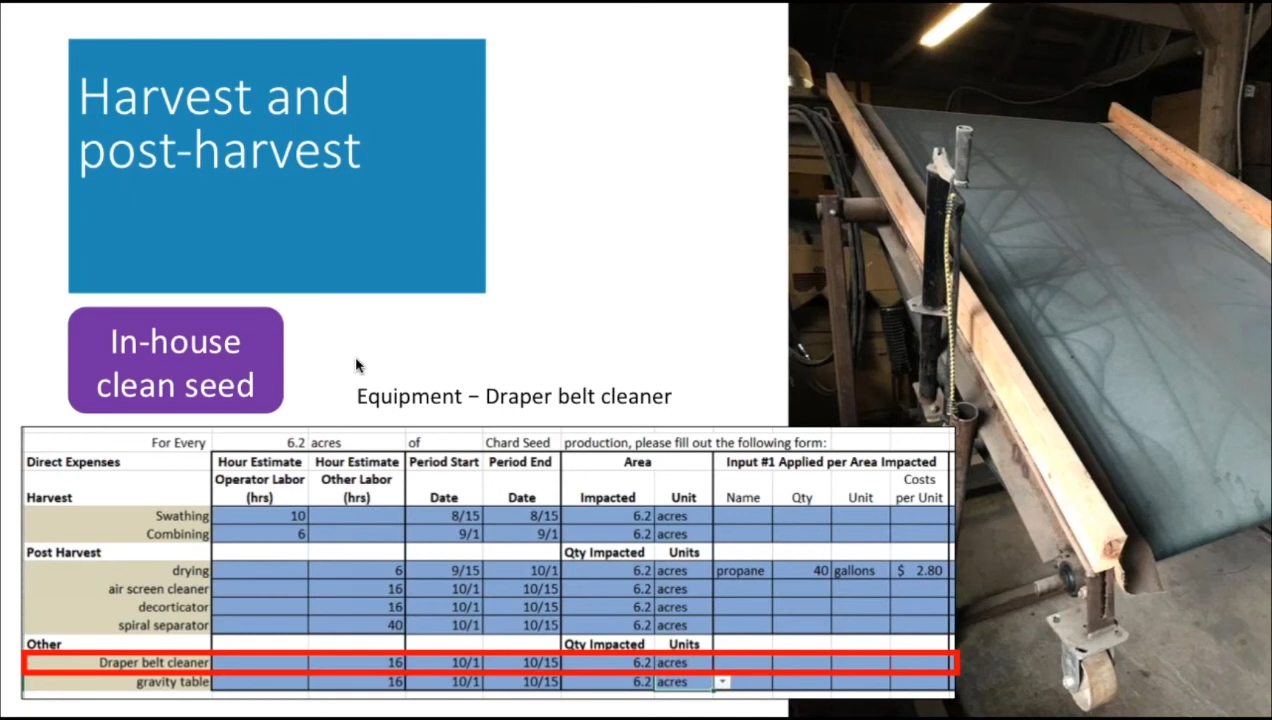 Harvest and
post-harvest
In-house
clean seed
Equipment – Draper belt cleaner
For Every 6.2 acres of Chard Seed production, please fill out the following form:
Direct Expenses Hour Estimate Hour Estimate Period Start Period End Area Input #1 Applied per Area Impacted
Operator Labor Other Labor Costs
Harvest (hrs) (hrs) Date Date Impacted Unit Name Qty Unit per Unit
Swathing 10 8/15 8/15 6.2 acres
Combining 6 9/1 9/1 6.2 acres
Post Harvest Qty Impacted Units
drying 6 9/15 10/1 6.2 acres propane 40 gallons $ 2.80
air screen cleaner 16 10/1 10/15 6.2 acres
decorticator 16 10/1 10/15 6.2 acres
spiral separator 40 10/1 10/15 6.2 acres
Other Qty Impacted Units
Draper belt cleaner 16 10/1 10/15 6.2 acres
gravity table 16 10/1 10/15 6.2 acres